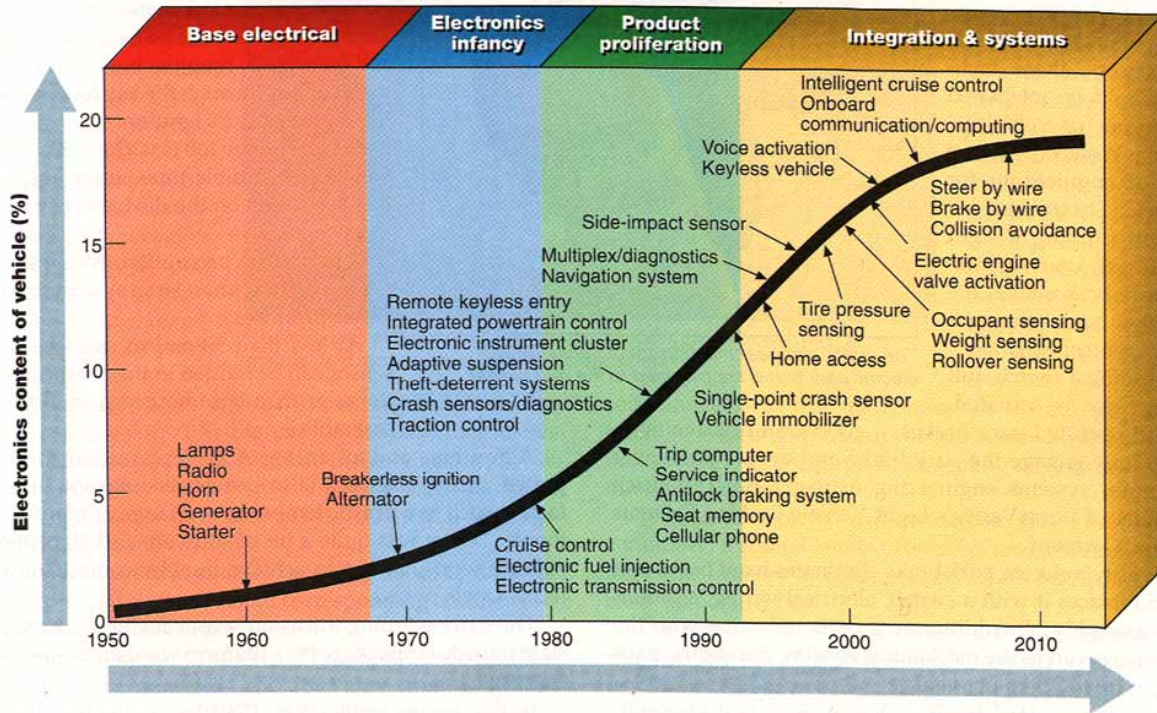 Base electrical
Electronics
infancy
Product
proliferation
Integration & systems
Electronics content of vehicle (%)
20
15
10
5
0
Intelligent cruise control
Onboard
communication/computing
Voice activation
Keyless vehicle
Steer by wire
Brake by wire
Collision avoidance
Side-impact sensor
Electric engine
valve activation
Multiplex/diagnostics
Navigation system
Tire pressure
sensing
Occupant sensing
Weight sensing
Rollover sensing
Remote keyless entry
Integrated powertrain control
Electronic instrument cluster
Adaptive suspension
Theft-deterrent systems
Crash sensors/diagnostics
Traction control
Home access
Single-point crash sensor
Vehicle immobilizer
Lamps
Radio
Horn
Generator
Starter
Breakerless ignition
Alternator
Trip computer
Service indicator
Antilock braking system
Seat memory
Cellular phone
Cruise control
Electronic fuel injection
Electronic transmission control
1950
1960
1970
1980
1990
2000
2010